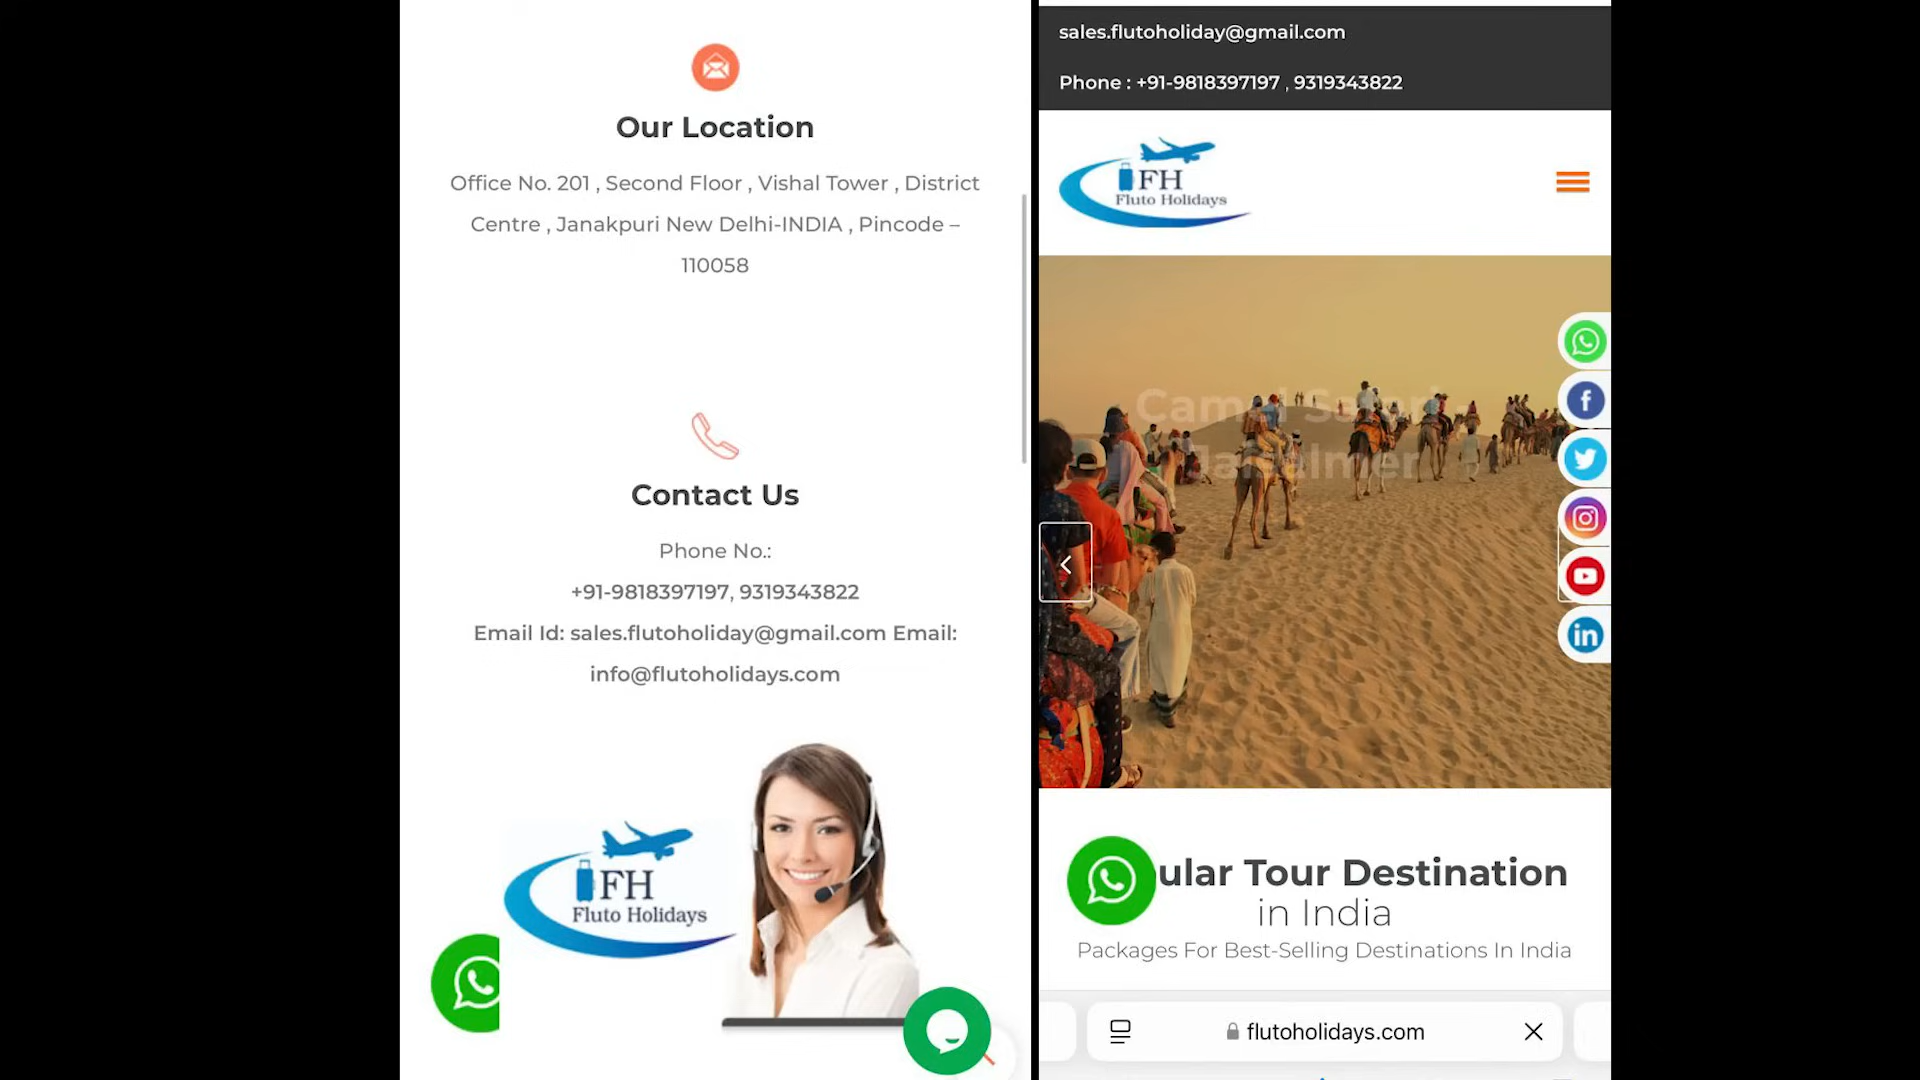 Our Location
Office No. 201 , Second Floor , Vishal Tower , District
Centre , Janakpuri New Delhi-INDIA , Pincode –
110058
Contact Us
Phone No.:
+91-9818397197, 9319343822
Email Id: sales.flutoholiday@gmail.com Email:
info@flutoholidays.com
FH
Fluto Holidays
sales.flutoholiday@gmail.com
Phone : +91-9818397197 , 9319343822
FH
Fluto Holidays
Camel Safari -
Jaisalmer
ular Tour Destination
in India
Packages For Best-Selling Destinations In India
flutoholidays.com